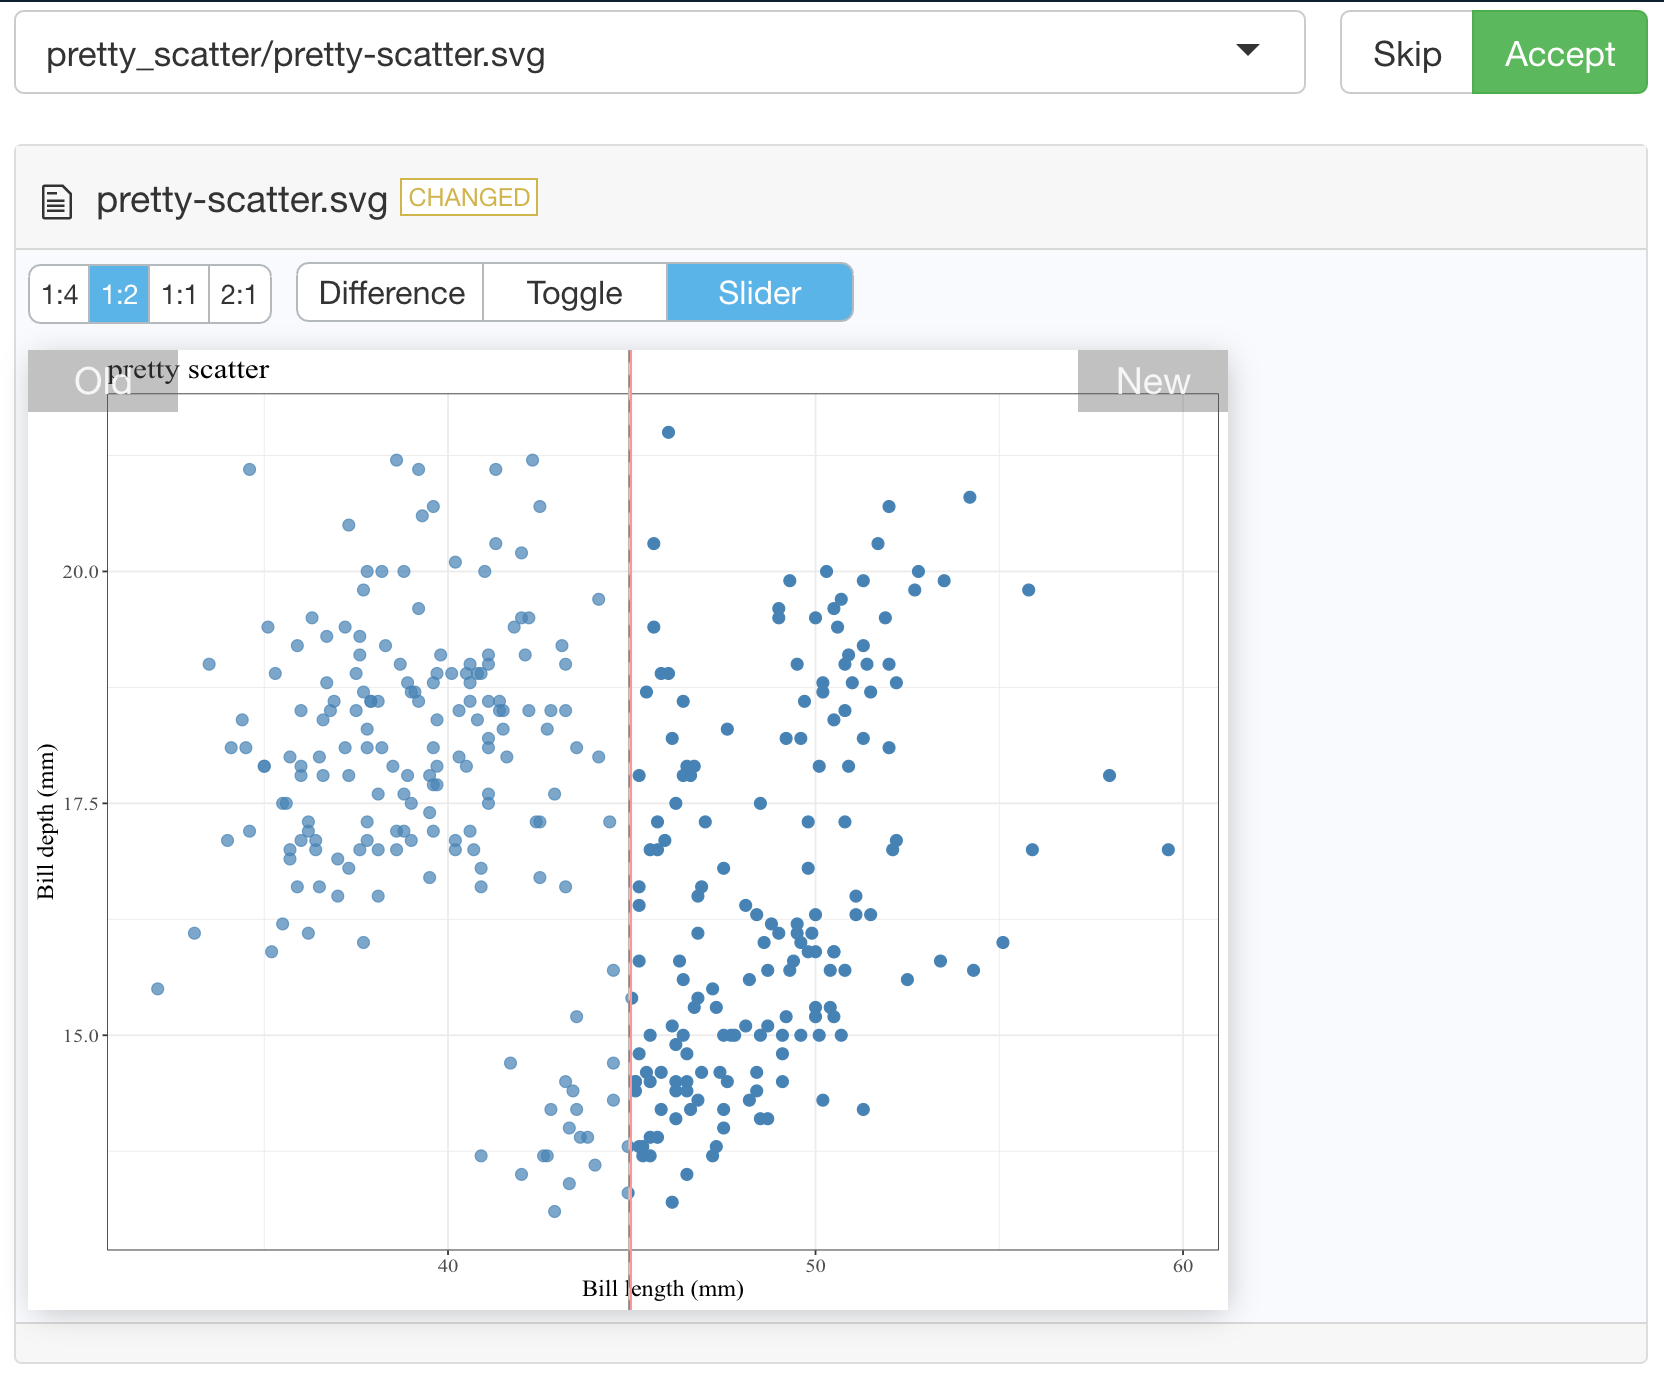 pretty_scatter/pretty-scatter.svg
Skip
Accept
pretty-scatter.svg
CHANGED
1:4
1:2
1:1
2:1
Difference
Toggle
Slider
Old
pretty scatter
New
20.0
17.5
15.0
Bill depth (mm)
40
50
60
Bill length (mm)